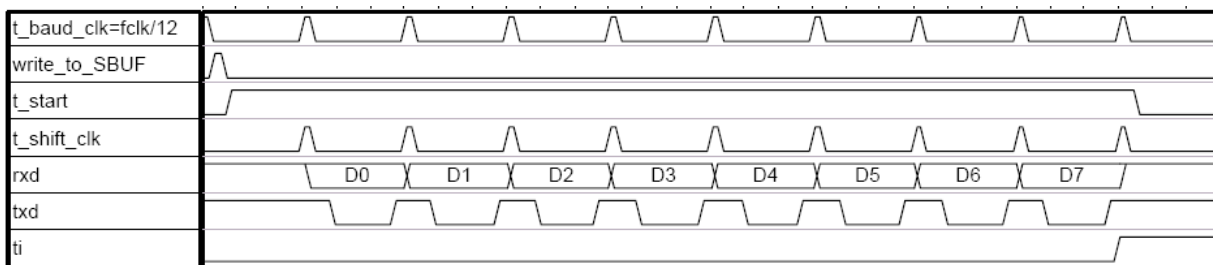 t_baud_clk=fclk/12
write_to_SBUF
t_start
t_shift_clk
rxd D0 D1 D2 D3 D4 D5 D6 D7
txd
ti